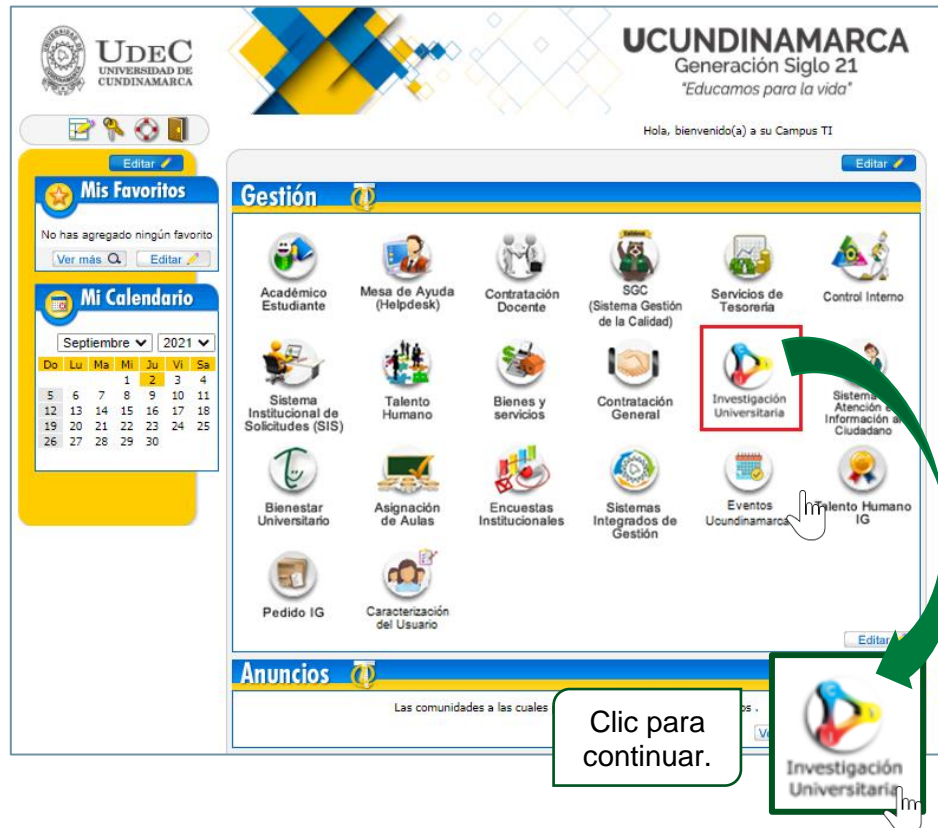 UDEC
UNIVERSIDAD DE
CUNDINAMARCA
UCUNDINAMARCA
Generación Siglo 21
"Educamos para la vida"
Hola, bienvenido(a) a su Campus TI
Editar
Mis Favoritos
No has agregado ningún favorito
Ver más
Editar
Mi Calendario
Septiembre 2021
Do Lu Ma Mi Ju Vi Sa
1 2 3 4
5 6 7 8 9 10 11
12 13 14 15 16 17 18
19 20 21 22 23 24 25
26 27 28 29 30
Editar
Gestión
Académico
Estudiante
Mesa de Ayuda
(Helpdesk)
Contratación
Docente
SGC
(Sistema Gestión
de la Calidad)
Servicios de
Tesorería
Control Interno
Sistema
Institucional de
Solicitudes (SIS)
Talento
Humano
Bienes y
servicios
Contratación
General
Investigación
Universitaria
Sistema
Atención e
Información al
Ciudadano
Bienestar
Universitario
Asignación
de Aulas
Encuestas
Institucionales
Sistemas
Integrados de
Gestión
Eventos
Ucundinamarca
Talento Humano
IG
Pedido IG
Caracterización
del Usuario
Editar
Anuncios
Las comunidades a las cuales
Clic para
continuar.
Investigación
Universitaria